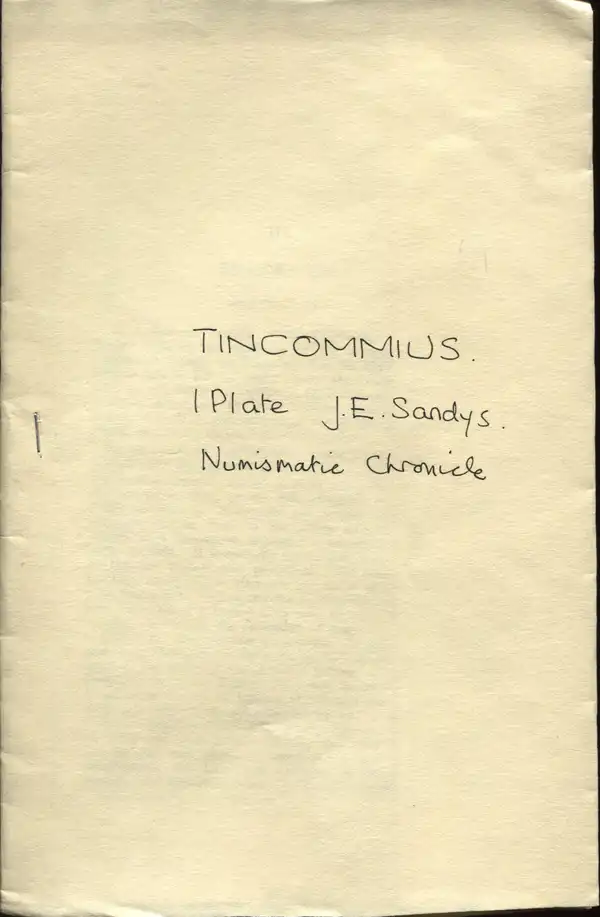 TINCOMMIUS.
1 Plate J.E. Sandys.
Numismatic Chronicle